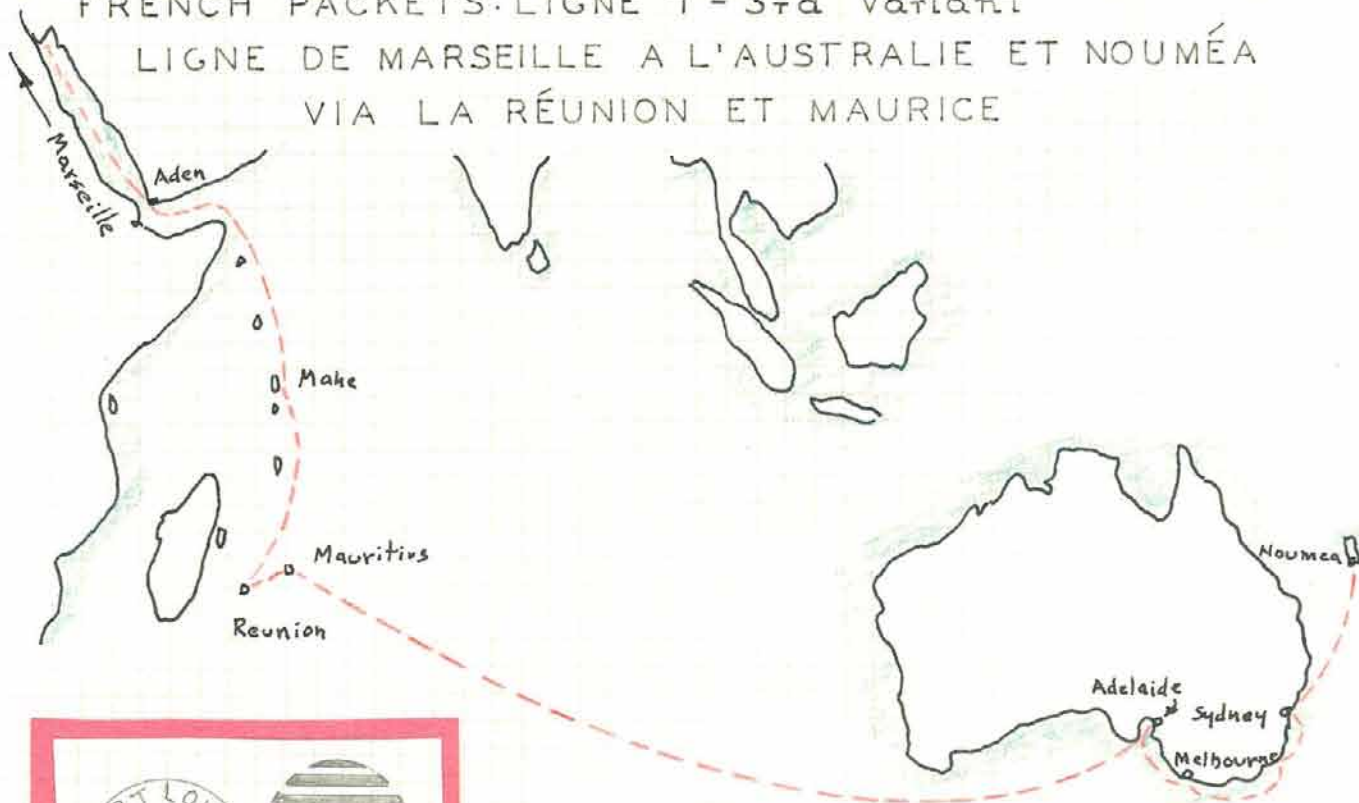 FRENCH PACKETS: LIGNE T - 3rd Variant
LIGNE DE MARSEILLE A L'AUSTRALIE ET NOUMÉA
VIA LA RÉUNION ET MAURICE
Marseille
Aden
Mahe
Mauritius
Reunion
Noumea
Adelaide
Sydney
Melbourne